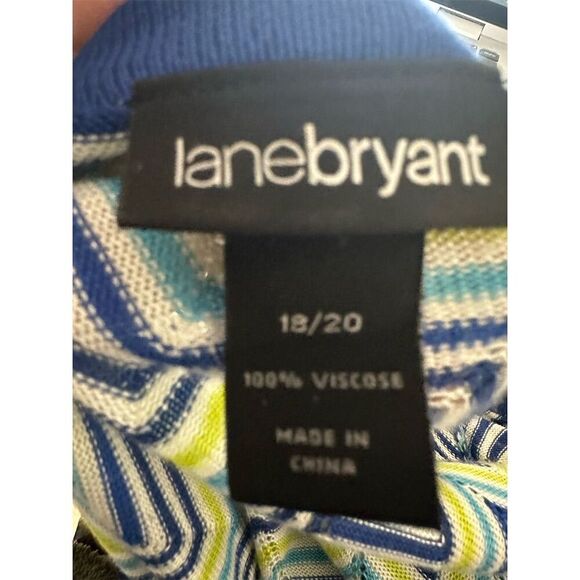 lanebryant
18/20
100% VISCOSE
MADE IN
CHINA